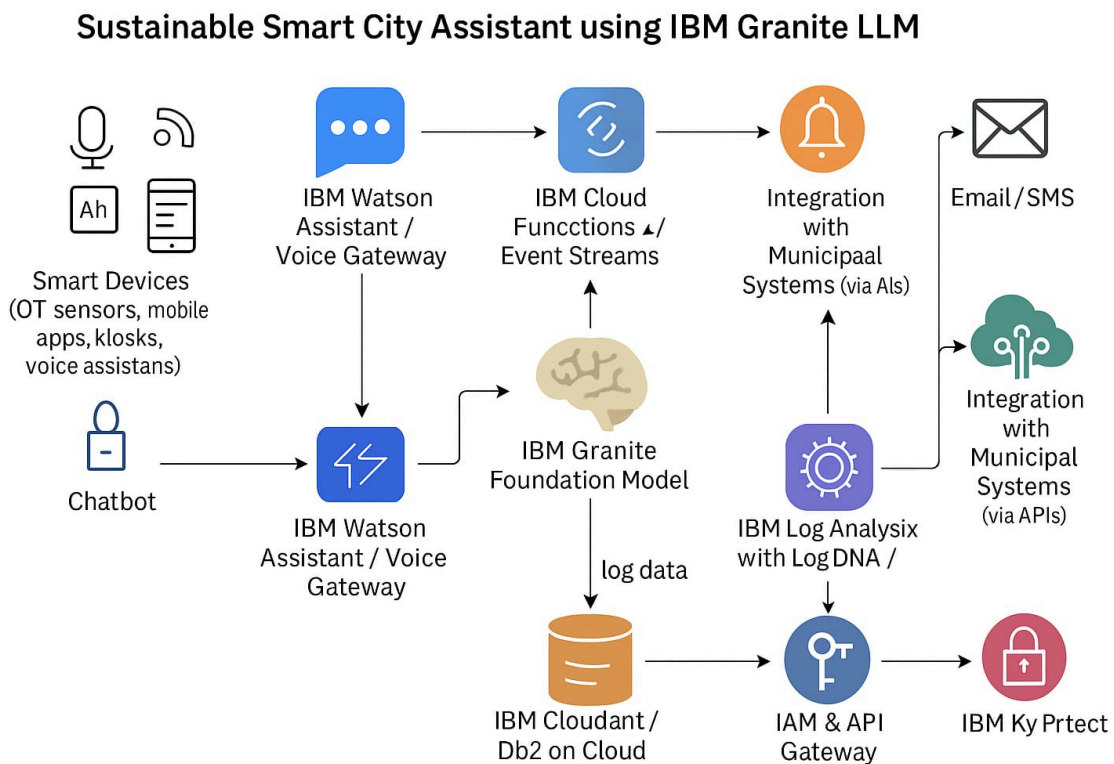 Sustainable Smart City Assistant using IBM Granite LLM
Ah
Smart Devices
(OT sensors, mobile
apps, klosks,
voice assistans)
IBM Watson
Assistant /
Voice Gateway
IBM Cloud
Funcctions /
Event Streams
Integration
with
Municipaal
Systems (via AIs)
Email / SMS
Chatbot
IBM Watson
Assistant / Voice
Gateway
IBM Granite
Foundation Model
IBM Log Analysix
with Log DNA /
Integration
with
Municipal
Systems
(via APIs)
log data
IBM Cloudant /
Db2 on Cloud
IAM & API
Gateway
IBM Ky Prtect